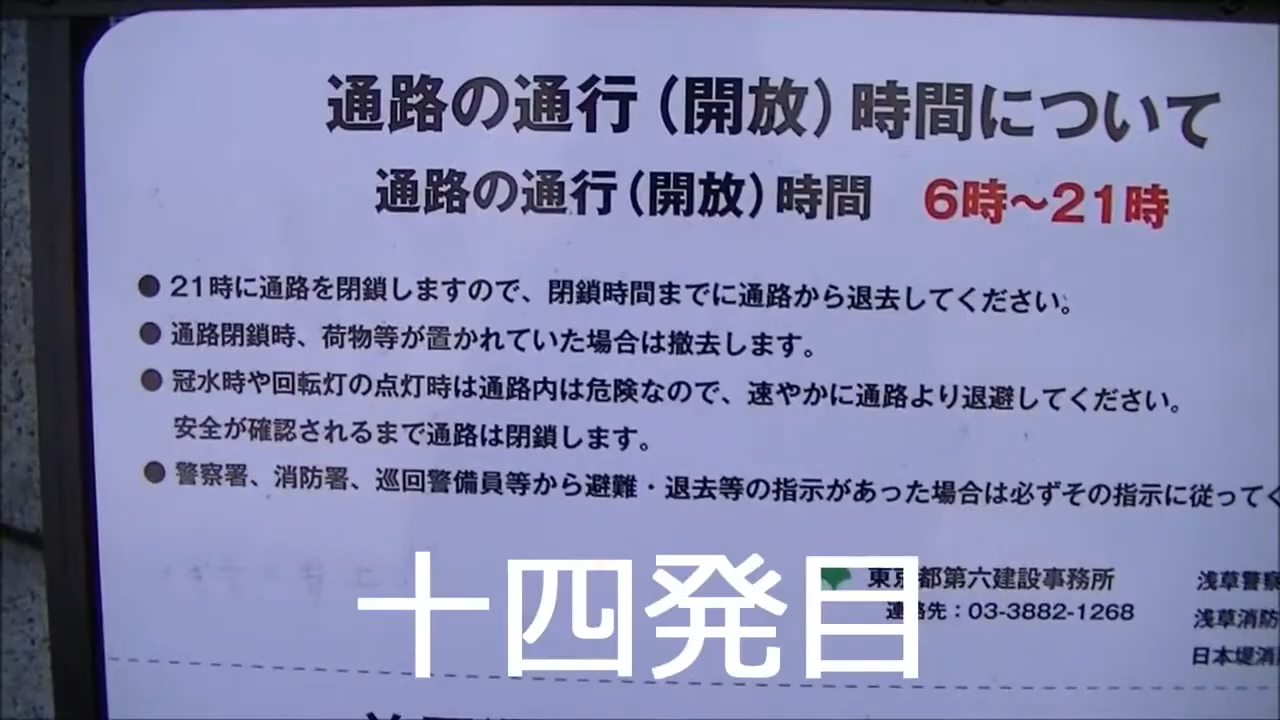 通路の通行(開放)時間について
通路の通行(開放)時間 6時~21時
● 21時に通路を閉鎖しますので、閉鎖時間までに通路から退去してください。
● 通路閉鎖時、荷物等が置かれていた場合は撤去します。
● 冠水時や回転灯の点灯時は通路内は危険なので、速やかに通路より退避してください。
安全が確認されるまで通路は閉鎖します。
● 警察署、消防署、巡回警備員等から避難・退去等の指示があった場合は必ずその指示に従ってく
東京都第六建設事務所
連絡先:03-3882-1268
浅草警察
浅草消防
日本堤消
十四発目